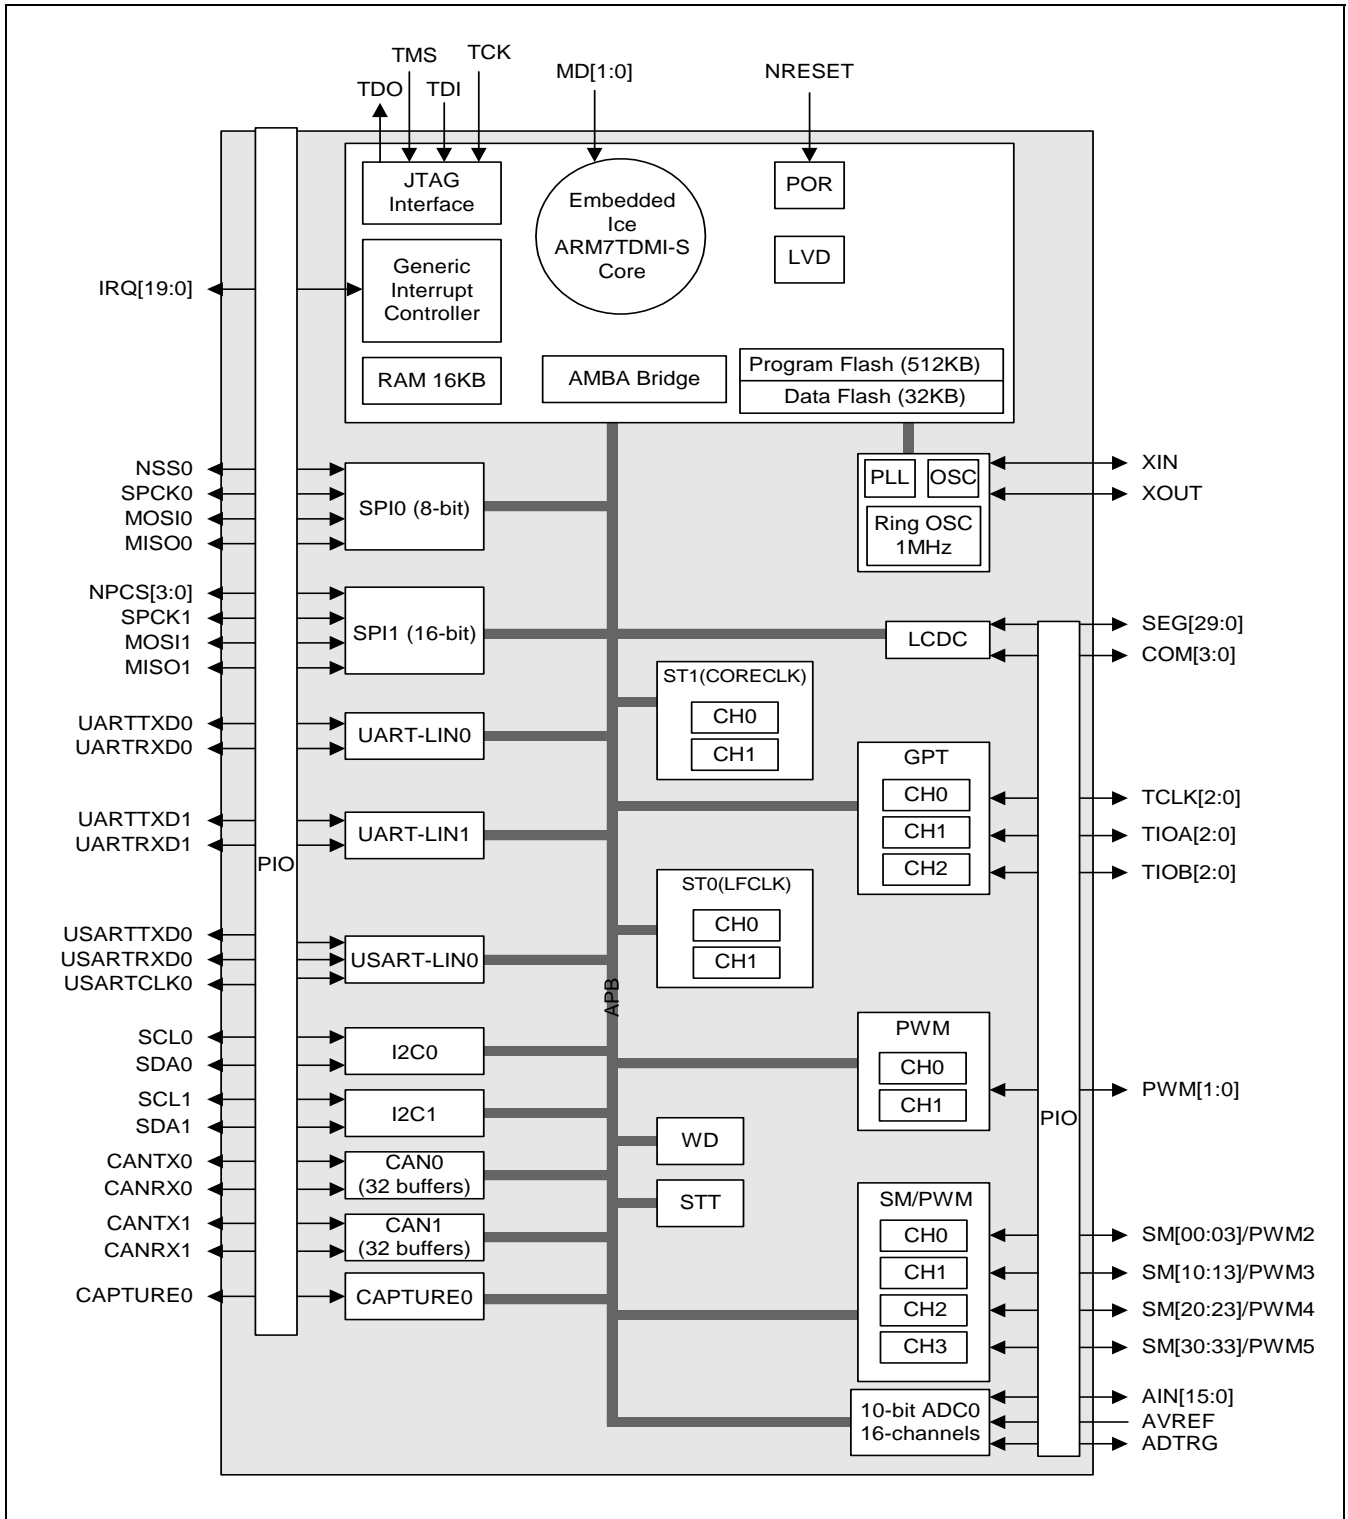 TMS
TCK
TDO
TDI
MD[1:0]
NRESET
JTAG
Interface
Embedded
Ice
ARM7TDMI-S
Core
POR
LVD
Generic
Interrupt
Controller
IRQ[19:0]
RAM 16KB
AMBA Bridge
Program Flash (512KB)
Data Flash (32KB)
NSS0
SPCK0
MOSI0
MISO0
SPI0 (8-bit)
PLL
OSC
Ring OSC
1MHz
XIN
XOUT
NPCS[3:0]
SPCK1
MOSI1
MISO1
SPI1 (16-bit)
LCDC
SEG[29:0]
COM[3:0]
ST1(CORECLK)
CH0
CH1
UARTTXD0
UARTRXD0
UART-LIN0
GPT
CH0
CH1
CH2
TCLK[2:0]
TIOA[2:0]
TIOB[2:0]
UARTTXD1
UARTRXD1
UART-LIN1
PIO
ST0(LFCLK)
CH0
CH1
USARTTXD0
USARTRXD0
USARTCLK0
USART-LIN0
APB
SCL0
SDA0
I2C0
PWM
CH0
CH1
PWM[1:0]
PIO
SCL1
SDA1
I2C1
WD
CANTX0
CANRX0
CAN0
(32 buffers)
STT
CANTX1
CANRX1
CAN1
(32 buffers)
SM/PWM
CH0
CH1
CH2
CH3
SM[00:03]/PWM2
SM[10:13]/PWM3
SM[20:23]/PWM4
SM[30:33]/PWM5
CAPTURE0
CAPTURE0
10-bit ADC0
16-channels
AIN[15:0]
AVREF
ADTRG